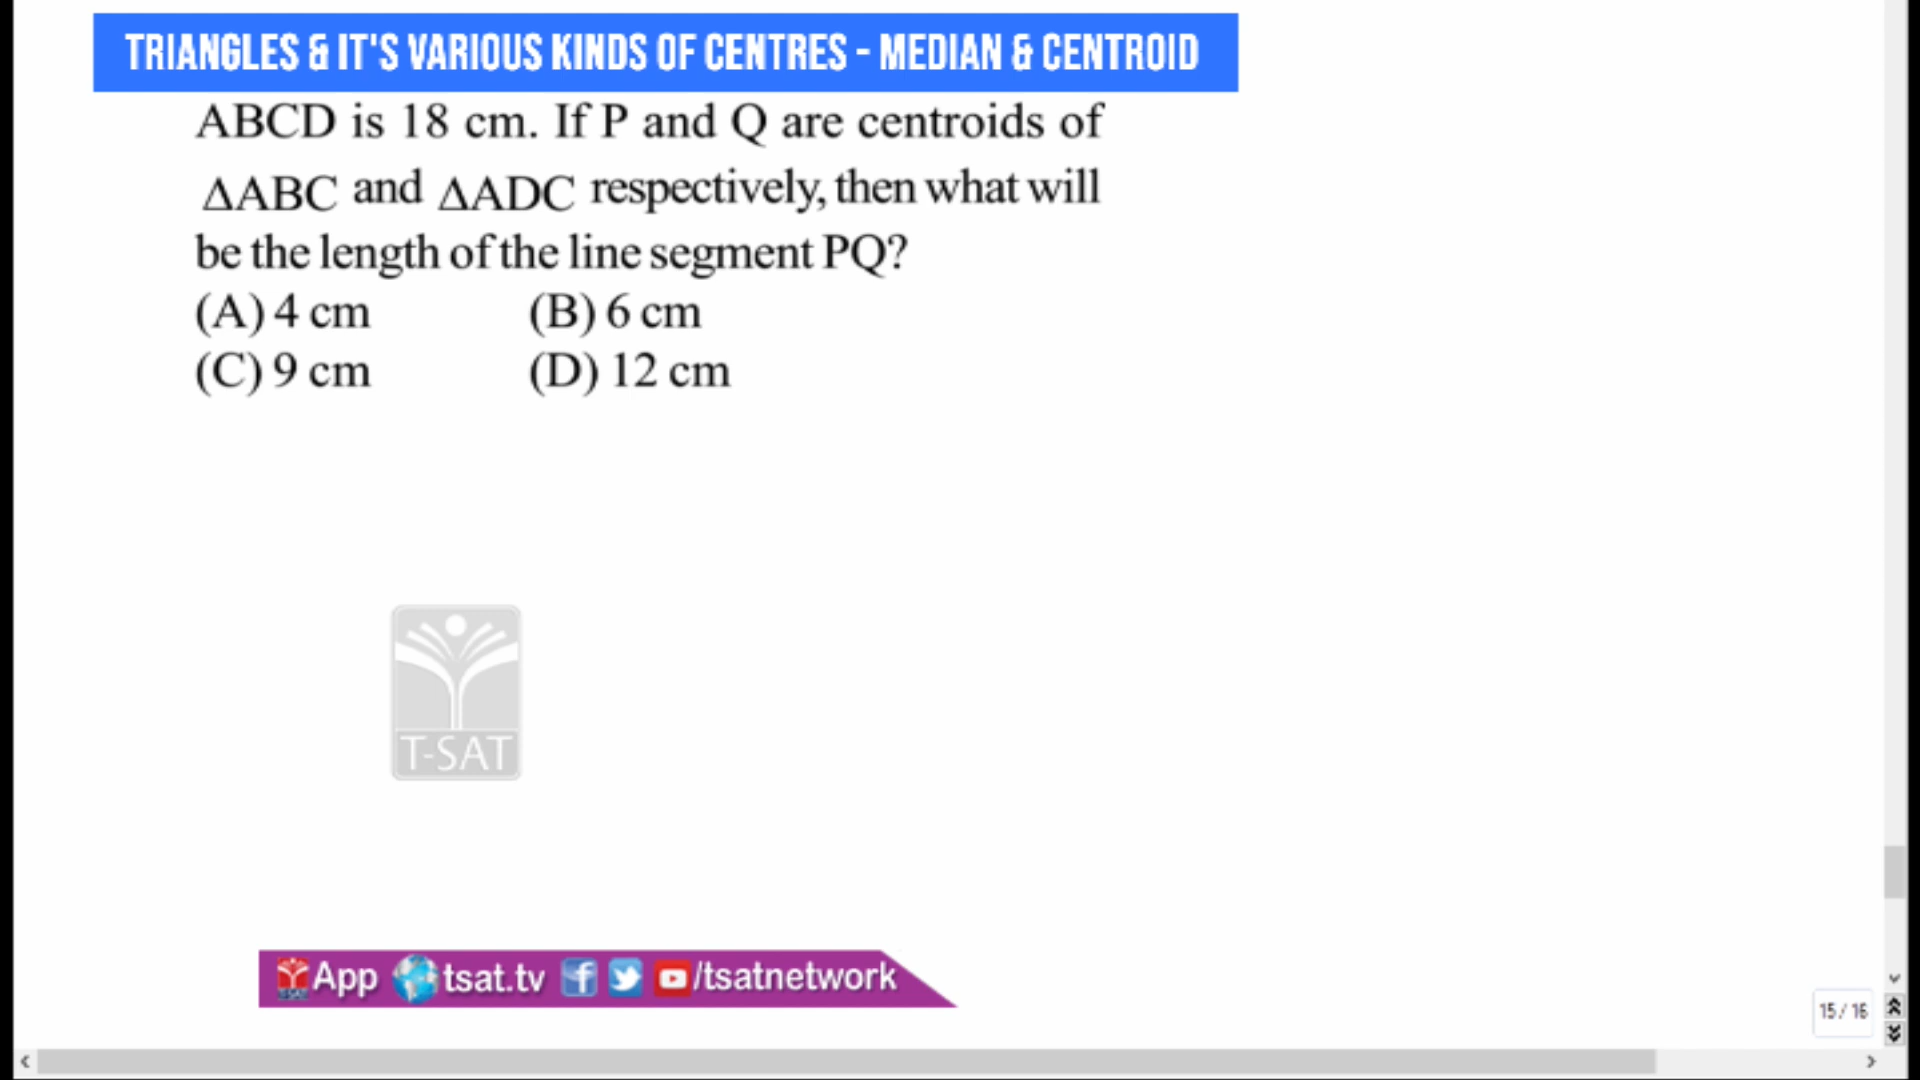 TRIANGLES & IT'S VARIOUS KINDS OF CENTRES - MEDIAN & CENTROID
ABCD is 18 cm. If P and Q are centroids of
ΔABC and ΔADC respectively, then what will
be the length of the line segment PQ?
(A) 4 cm (B) 6 cm
(C) 9 cm (D) 12 cm
T-SAT
App tsat.tv /tsatnetwork
15 / 16